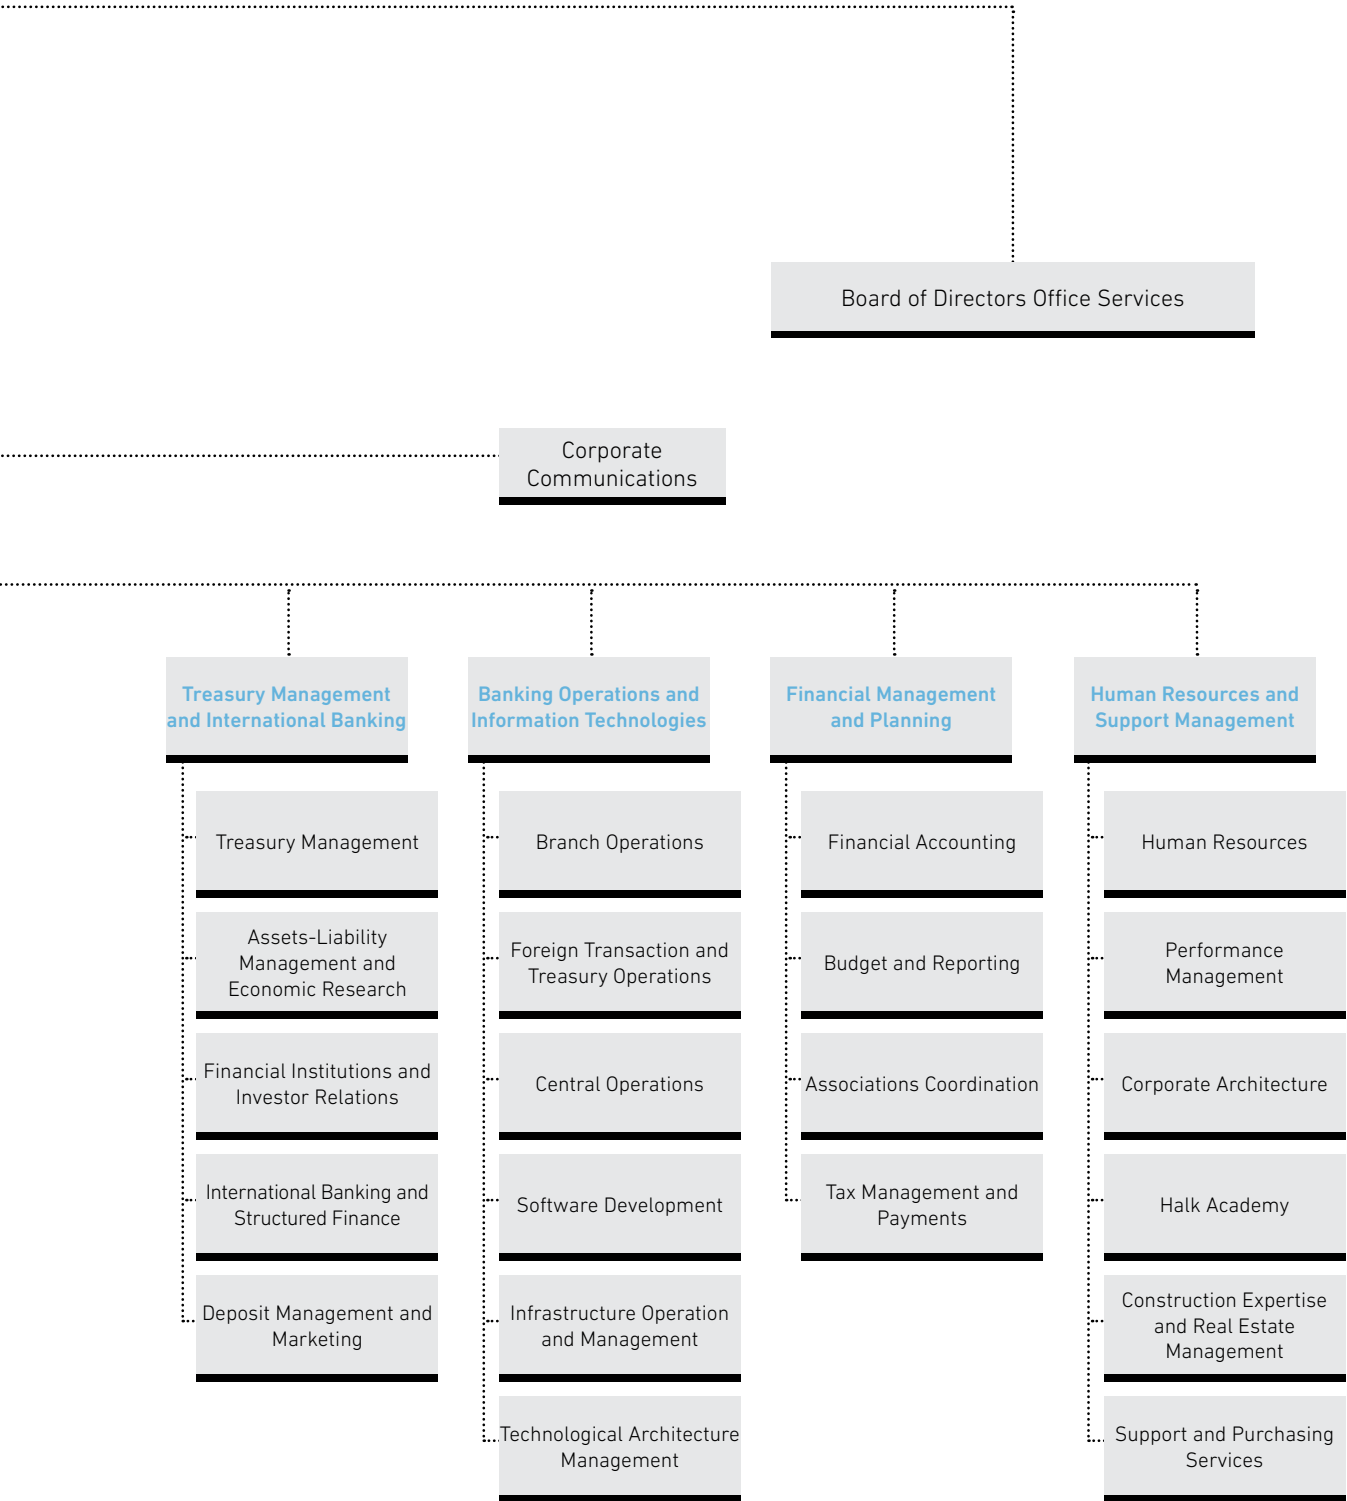 Board of Directors Office Services
Corporate
Communications
Treasury Management
and International Banking
Treasury Management
Assets-Liability
Management and
Economic Research
Financial Institutions and
Investor Relations
International Banking and
Structured Finance
Deposit Management and
Marketing
Banking Operations and
Information Technologies
Branch Operations
Foreign Transaction and
Treasury Operations
Central Operations
Software Development
Infrastructure Operation
and Management
Technological Architecture
Management
Financial Management
and Planning
Financial Accounting
Budget and Reporting
Associations Coordination
Tax Management and
Payments
Human Resources and
Support Management
Human Resources
Performance
Management
Corporate Architecture
Halk Academy
Construction Expertise
and Real Estate
Management
Support and Purchasing
Services